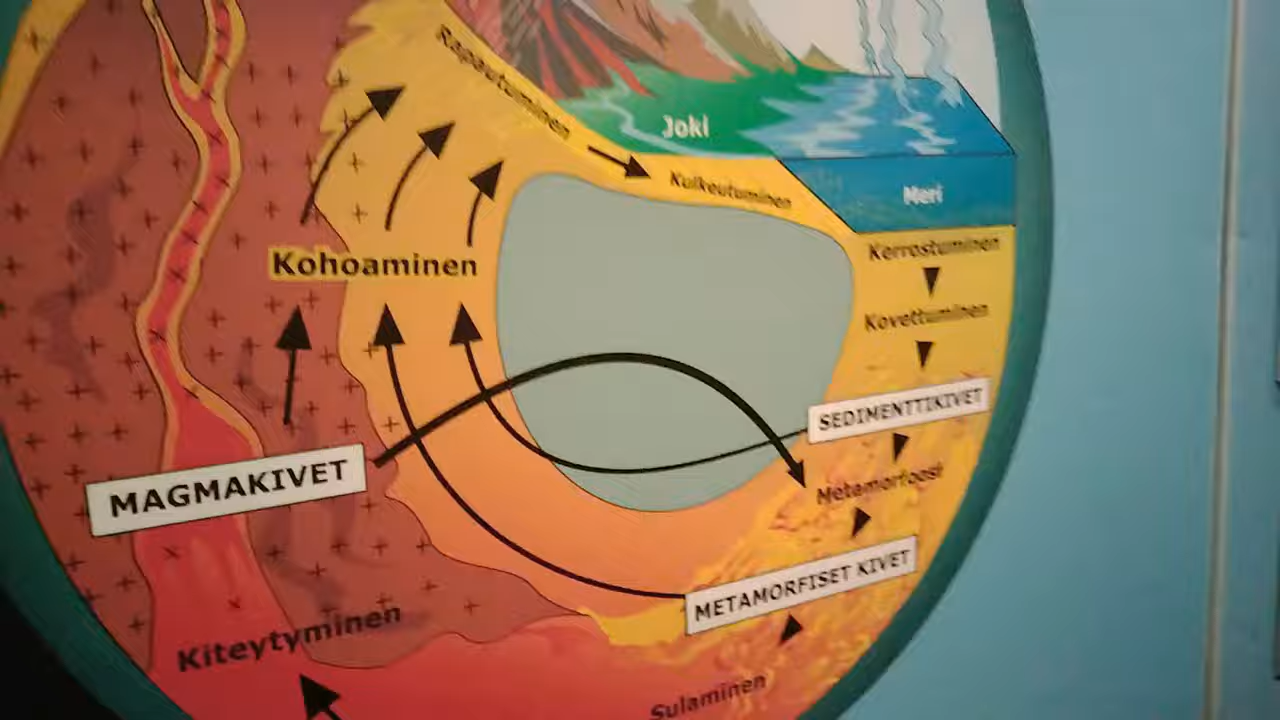 Rapautuminen
Joki
Kulkeutuminen
Meri
Kerrostuminen
Kohoaminen
Kovettuminen
SEDIMENTTIKIVET
MAGMAKIVET
Metamorfoosi
METAMORFISET KIVET
Kiteytyminen
Sulaminen